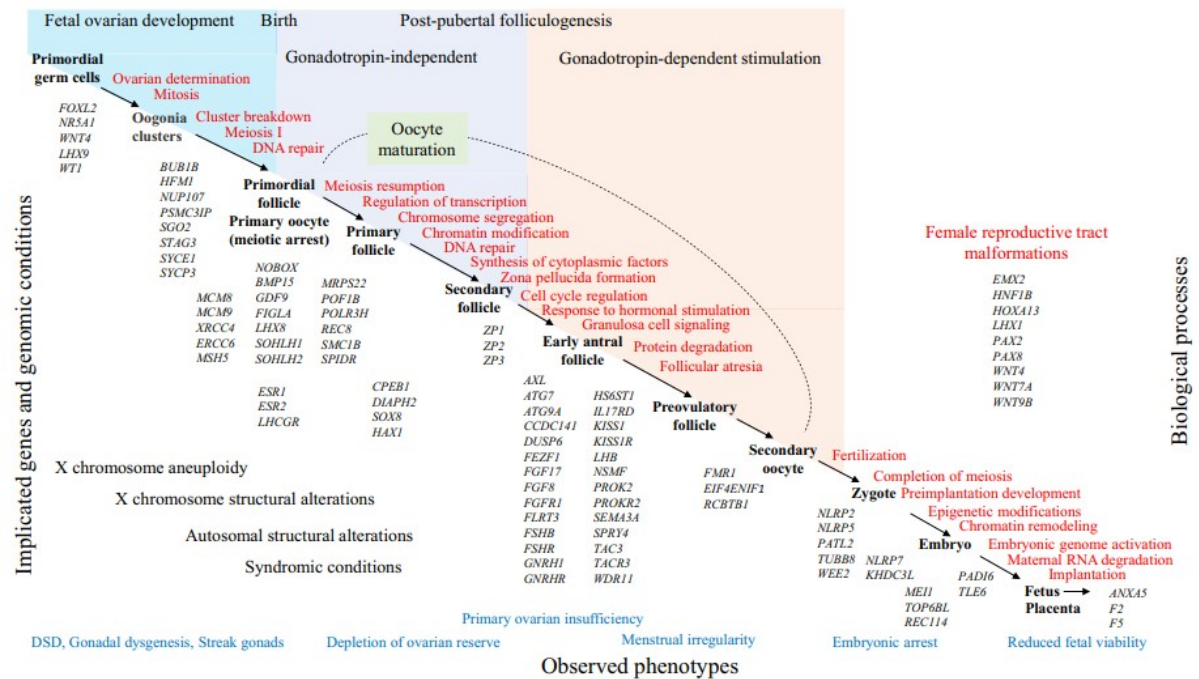 Fetal ovarian development
Birth
Post-pubertal folliculogenesis
Gonadotropin-independent
Gonadotropin-dependent stimulation
Primordial
germ cells
Ovarian determination
Mitosis
FOXL2
NR5A1
WNT4
LHX9
WT1
Oogonia
clusters
Cluster breakdown
Meiosis I
DNA repair
Oocyte
maturation
BUB1B
HFM1
NUP107
PSMC3IP
SGO2
STAG3
SYCE1
SYCP3
Primordial
follicle
Primary oocyte
(meiotic arrest)
Meiosis resumption
Regulation of transcription
Chromosome segregation
Chromatin modification
DNA repair
Synthesis of cytoplasmic factors
Zona pellucida formation
Cell cycle regulation
Response to hormonal stimulation
Granulosa cell signaling
Protein degradation
Follicular atresia
Primary
follicle
Secondary
follicle
Early antral
follicle
Preovulatory
follicle
Secondary
oocyte
MCM8
MCM9
XRCC4
ERCC6
MSH5
NOBOX
BMP15
GDF9
FIGLA
LHX8
SOHLH1
SOHLH2
MRPS22
POF1B
POLR3H
REC8
SMC1B
SPIDR
ESR1
ESR2
LHCGR
CPEB1
DIAPH2
SOX8
HAX1
ZP1
ZP2
ZP3
AXL
ATG7
ATG9A
CCDC141
DUSP6
FEZF1
FGF17
FGF8
FGFR1
FLRT3
FSHB
FSHR
GNRH1
GNRHR
HS6ST1
IL17RD
KISS1
KISS1R
LHB
NSMF
PROK2
PROKR2
SEMA3A
SPRY4
TAC3
TACR3
WDR11
FMR1
EIF4ENIF1
RCBTB1
Female reproductive tract
malformations
EMX2
HNF1B
HOXA13
LHX1
PAX2
PAX8
WNT4
WNT7A
WNT9B
Fertilization
Completion of meiosis
Zygote
Preimplantation development
Epigenetic modifications
Chromatin remodeling
Embryo
Embryonic genome activation
Maternal RNA degradation
Implantation
Fetus
Placenta
NLRP2
NLRP5
PATL2
TUBB8
WEE2
NLRP7
KHDC3L
PADI6
TLE6
MEI1
TOP6BL
REC114
ANXA5
F2
F5
X chromosome aneuploidy
X chromosome structural alterations
Autosomal structural alterations
Syndromic conditions
Implicated genes and genomic conditions
Biological processes
Primary ovarian insufficiency
DSD, Gonadal dysgenesis, Streak gonads
Depletion of ovarian reserve
Menstrual irregularity
Embryonic arrest
Reduced fetal viability
Observed phenotypes